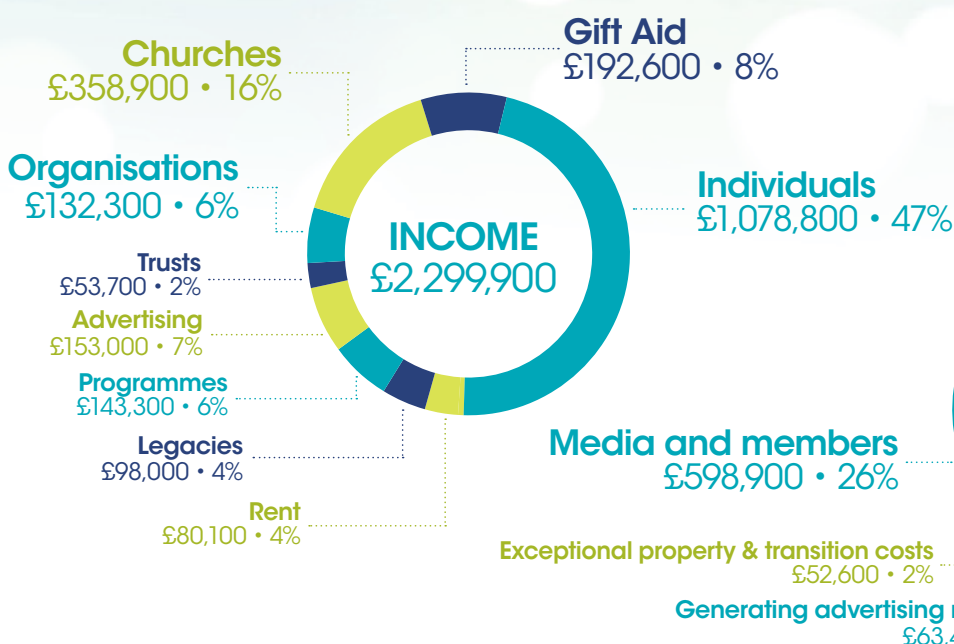 Gift Aid
£192,600 • 8%
Churches
£358,900 • 16%
Organisations
£132,300 • 6%
Individuals
£1,078,800 • 47%
INCOME
£2,299,900
Trusts
£53,700 • 2%
Advertising
£153,000 • 7%
Programmes
£143,300 • 6%
Legacies
£98,000 • 4%
Rent
£80,100 • 4%
Media and members
£598,900 • 26%
Exceptional property & transition costs
£52,600 • 2%
Generating advertising